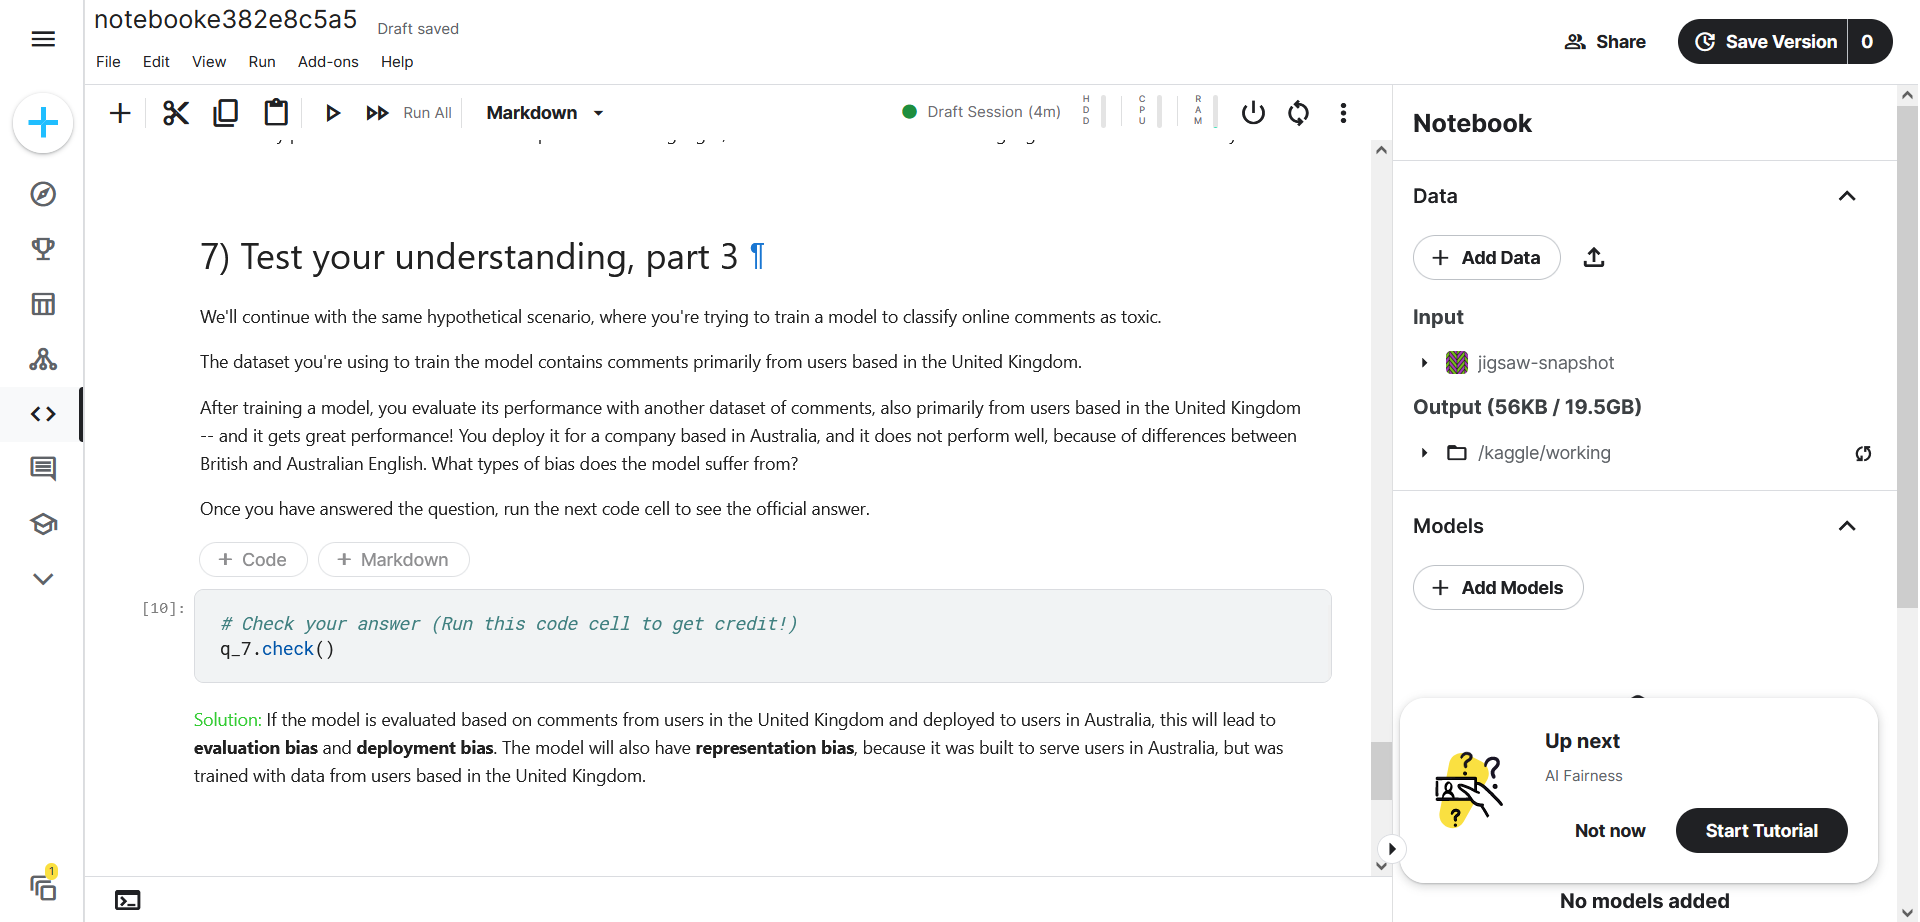 notebooke382e8c5a5
Draft saved
File Edit View Run Add-ons Help
Share
Save Version 0
Run All
Markdown
Draft Session (4m)
HDD
CPU
RAM
7) Test your understanding, part 3 ¶
We'll continue with the same hypothetical scenario, where you're trying to train a model to classify online comments as toxic.
The dataset you're using to train the model contains comments primarily from users based in the United Kingdom.
After training a model, you evaluate its performance with another dataset of comments, also primarily from users based in the United Kingdom
-- and it gets great performance! You deploy it for a company based in Australia, and it does not perform well, because of differences between
British and Australian English. What types of bias does the model suffer from?
Once you have answered the question, run the next code cell to see the official answer.
+ Code
+ Markdown
[10]:
# Check your answer (Run this code cell to get credit!)
q_7.check()
Solution: If the model is evaluated based on comments from users in the United Kingdom and deployed to users in Australia, this will lead to
evaluation bias and deployment bias. The model will also have representation bias, because it was built to serve users in Australia, but was
trained with data from users based in the United Kingdom.
1
Notebook
Data
+ Add Data
Input
jigsaw-snapshot
Output (56KB / 19.5GB)
/kaggle/working
Models
+ Add Models
Up next
AI Fairness
Not now
Start Tutorial
No models added